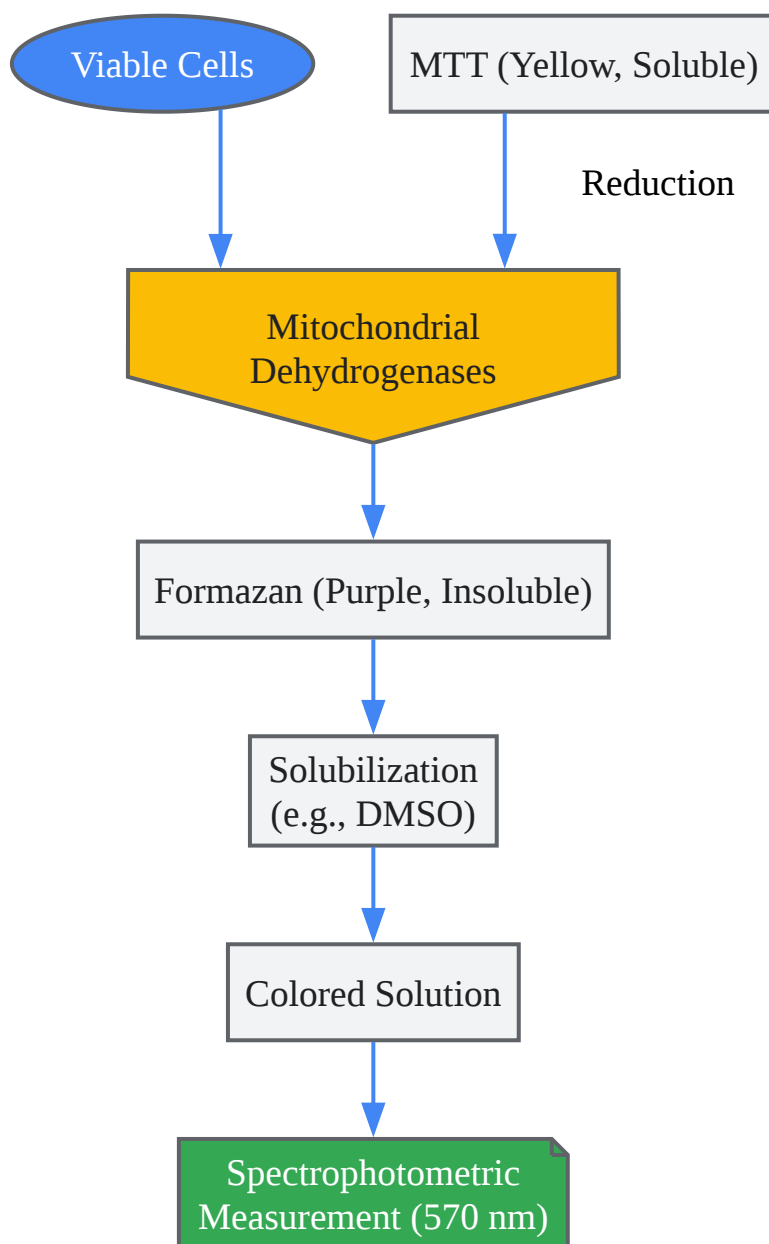 Viable Cells
MTT (Yellow, Soluble)
Reduction
Mitochondrial
Dehydrogenases
Formazan (Purple, Insoluble)
Solubilization
(e.g., DMSO)
Colored Solution
Spectrophotometric
Measurement (570 nm)